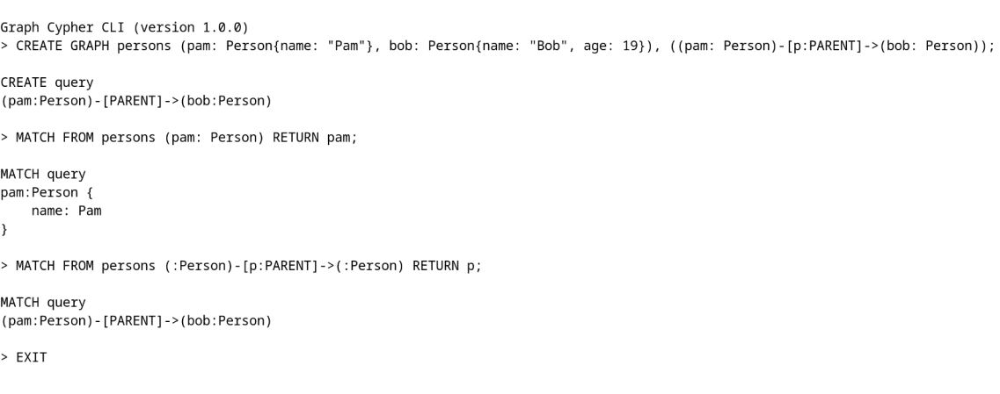 Graph Cypher CLI (version 1.0.0)
> CREATE GRAPH persons (pam: Person{name: "Pam"}, bob: Person{name: "Bob", age: 19}), ((pam: Person)-[p:PARENT]->(bob: Person));
CREATE query
(pam:Person)-[PARENT]->(bob:Person)
> MATCH FROM persons (pam: Person) RETURN pam;
MATCH query
pam:Person {
    name: Pam
}
> MATCH FROM persons (:Person)-[p:PARENT]->(:Person) RETURN p;
MATCH query
(pam:Person)-[PARENT]->(bob:Person)
> EXIT